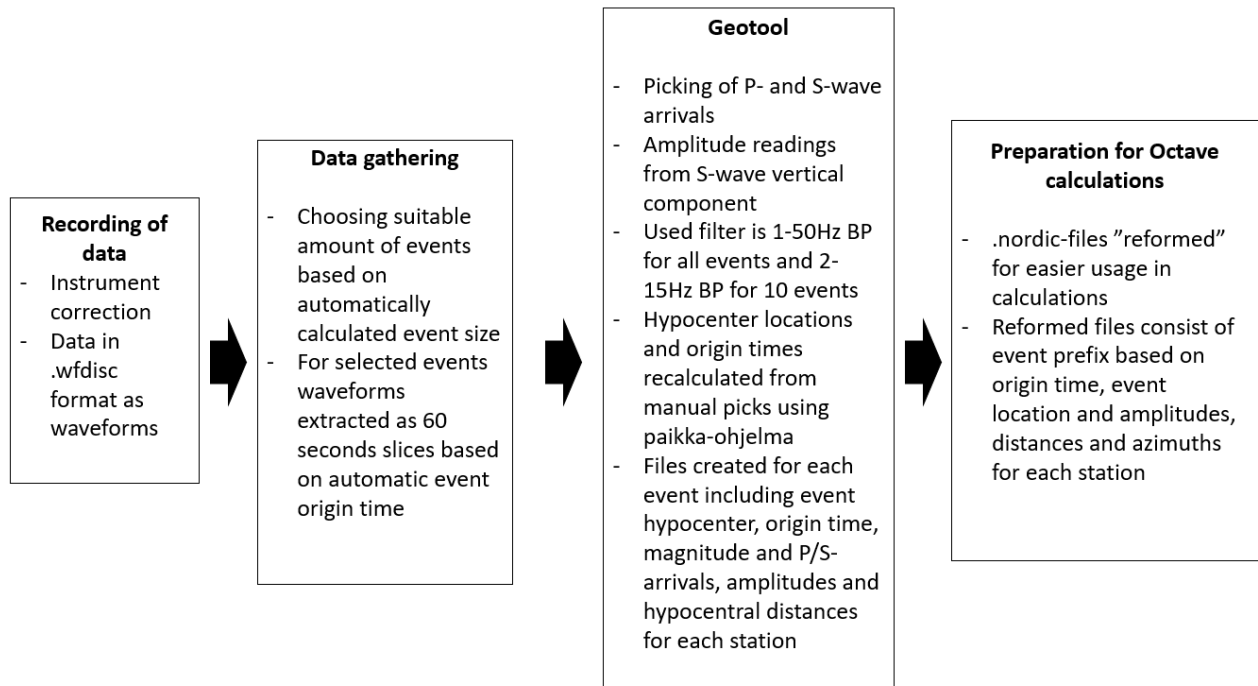 Recording of
data
- Instrument
correction
- Data in
.wfdisc
format as
waveforms
Data gathering
- Choosing suitable
amount of events
based on
automatically
calculated event size
- For selected events
waveforms
extracted as 60
seconds slices based
on automatic event
origin time
Geotool
- Picking of P- and S-wave
arrivals
- Amplitude readings
from S-wave vertical
component
- Used filter is 1-50Hz BP
for all events and 2-
15Hz BP for 10 events
- Hypocenter locations
and origin times
recalculated from
manual picks using
paikka-ohjelma
- Files created for each
event including event
hypocenter, origin time,
magnitude and P/S-
arrivals, amplitudes and
hypocentral distances
for each station
Preparation for Octave
calculations
- .nordic-files ”reformed”
for easier usage in
calculations
- Reformed files consist of
event prefix based on
origin time, event
location and amplitudes,
distances and azimuths
for each station